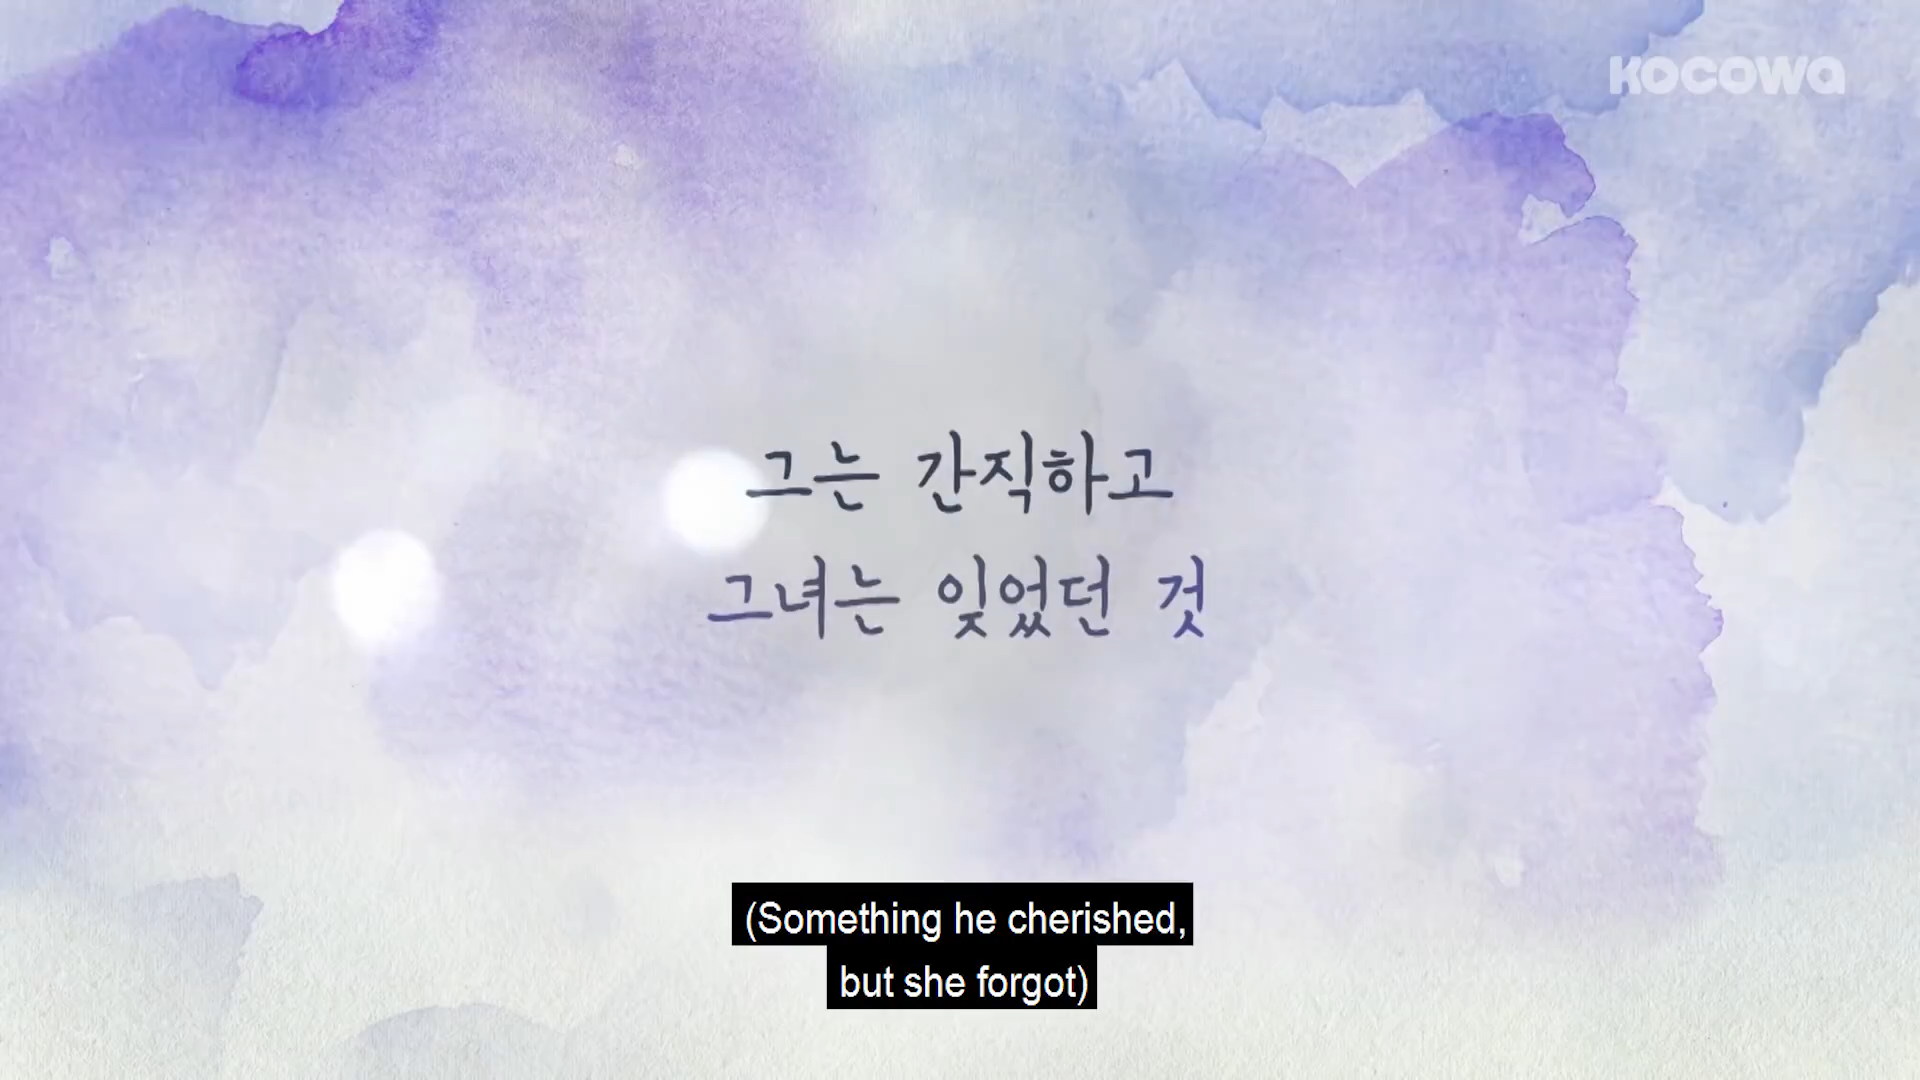 KOCOWA
그는 간직하고
그녀는 잊었던 것
(Something he cherished,
but she forgot)